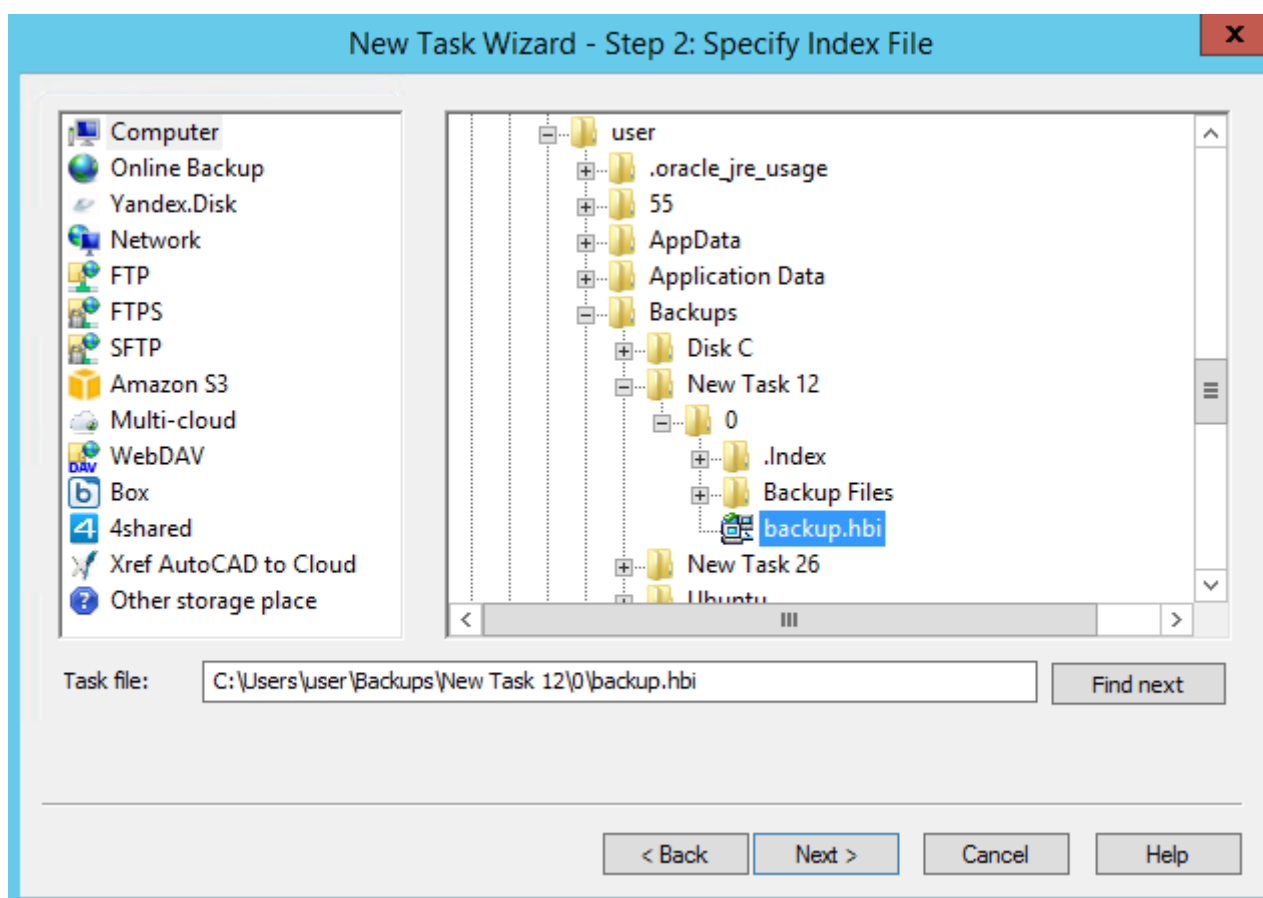 New Task Wizard - Step 2: Specify Index File
x
Computer
Online Backup
Yandex.Disk
Network
FTP
FTPS
SFTP
Amazon S3
Multi-cloud
DAV WebDAV
b Box
4 4shared
Xref AutoCAD to Cloud
? Other storage place
user
.oracle_jre_usage
55
AppData
Application Data
Backups
Disk C
New Task 12
0
.Index
Backup Files
backup.hbi
New Task 26
Ubuntu
Task file: C:\Users\user\Backups\New Task 12\0\backup.hbi Find next
< Back Next > Cancel Help